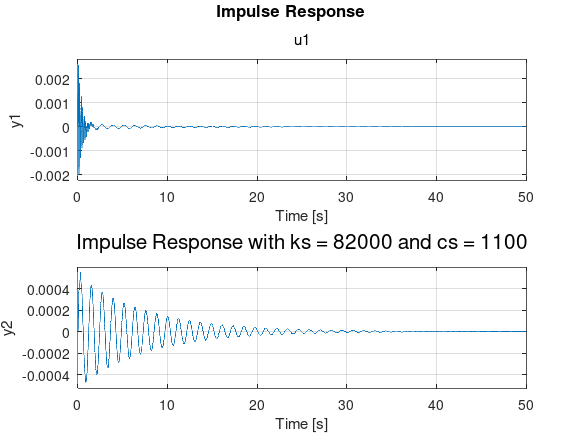 Impulse Response
u1
0.002
0.001
0
-0.001
-0.002
y1
0 10 20 30 40 50
Time [s]
Impulse Response with ks = 82000 and cs = 1100
0.0004
0.0002
0
-0.0002
-0.0004
y2
0 10 20 30 40 50
Time [s]